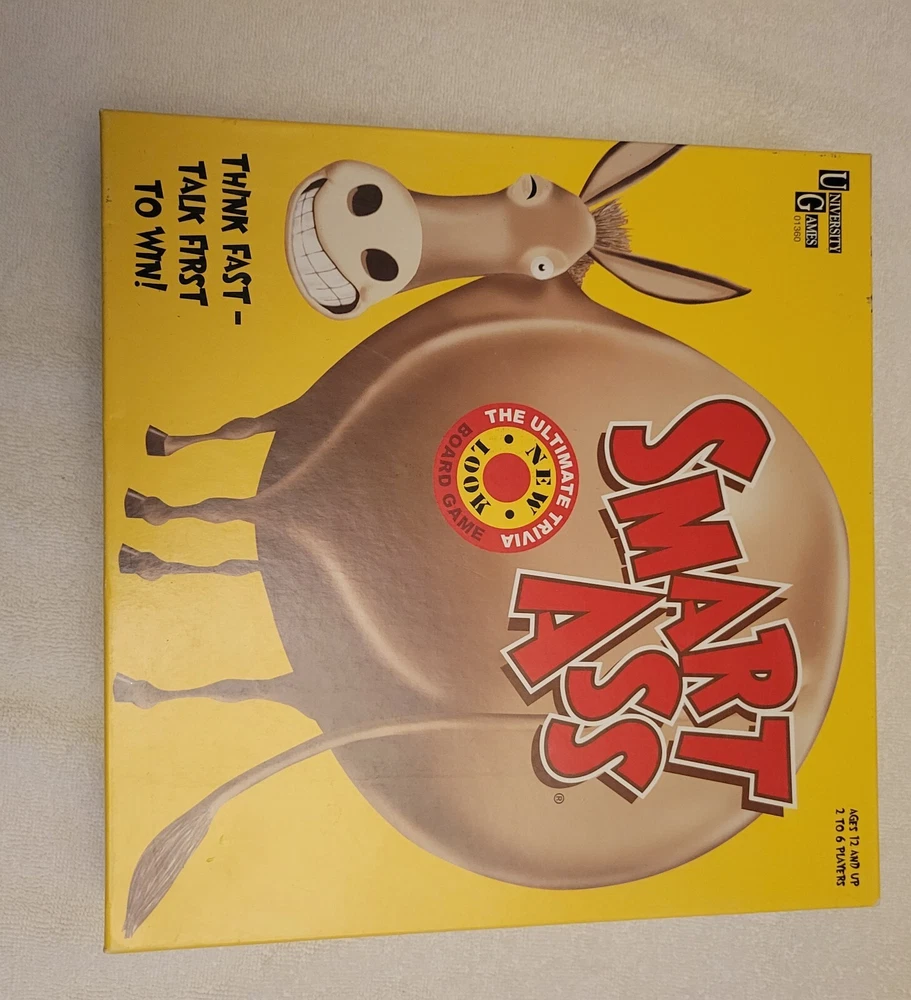 UNIVERSITY
GAMES
01360
AGES 12 AND UP
2 TO 6 PLAYERS
SMART
ASS
®
THE ULTIMATE TRIVIA
BOARD GAME
NEW
LOOK
THINK FAST-
TALK FIRST
TO WIN!